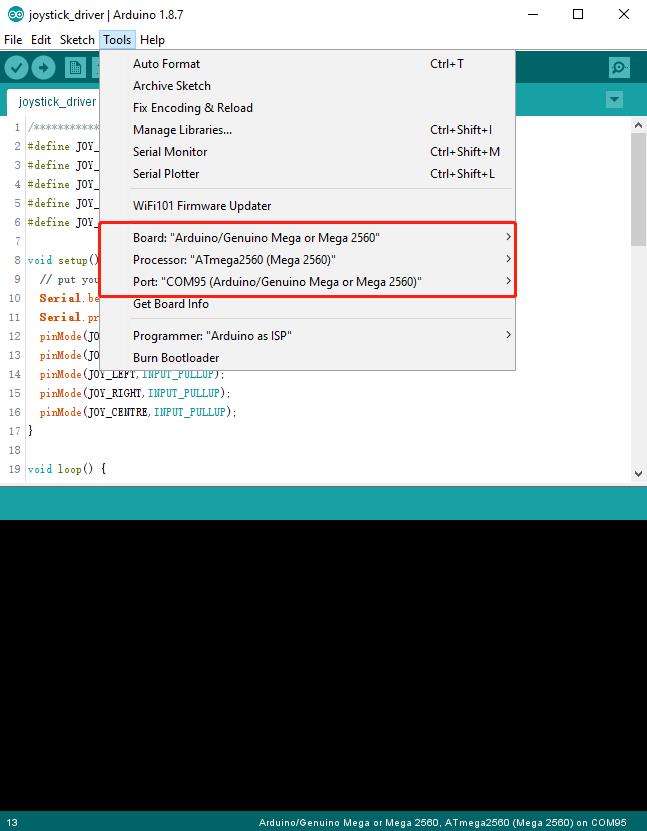 joystick_driver | Arduino 1.8.7
File Edit Sketch Tools Help
Auto Format Ctrl+T
Archive Sketch
Fix Encoding & Reload
Manage Libraries... Ctrl+Shift+I
Serial Monitor Ctrl+Shift+M
Serial Plotter Ctrl+Shift+L
WiFi101 Firmware Updater
Board: "Arduino/Genuino Mega or Mega 2560"
Processor: "ATmega2560 (Mega 2560)"
Port: "COM95 (Arduino/Genuino Mega or Mega 2560)"
Get Board Info
Programmer: "Arduino as ISP"
Burn Bootloader
joystick_driver
1 /************
2 #define JOY_
3 #define JOY_
4 #define JOY_
5 #define JOY_
6 #define JOY_
7
8 void setup()
9 // put you
10 Serial.be
11 Serial.pr
12 pinMode(JO
13 pinMode(JO
14 pinMode(JOY_LEFT,INPUT_PULLUP);
15 pinMode(JOY_RIGHT,INPUT_PULLUP);
16 pinMode(JOY_CENTRE,INPUT_PULLUP);
17 }
18
19 void loop() {
13 Arduino/Genuino Mega or Mega 2560, ATmega2560 (Mega 2560) on COM95